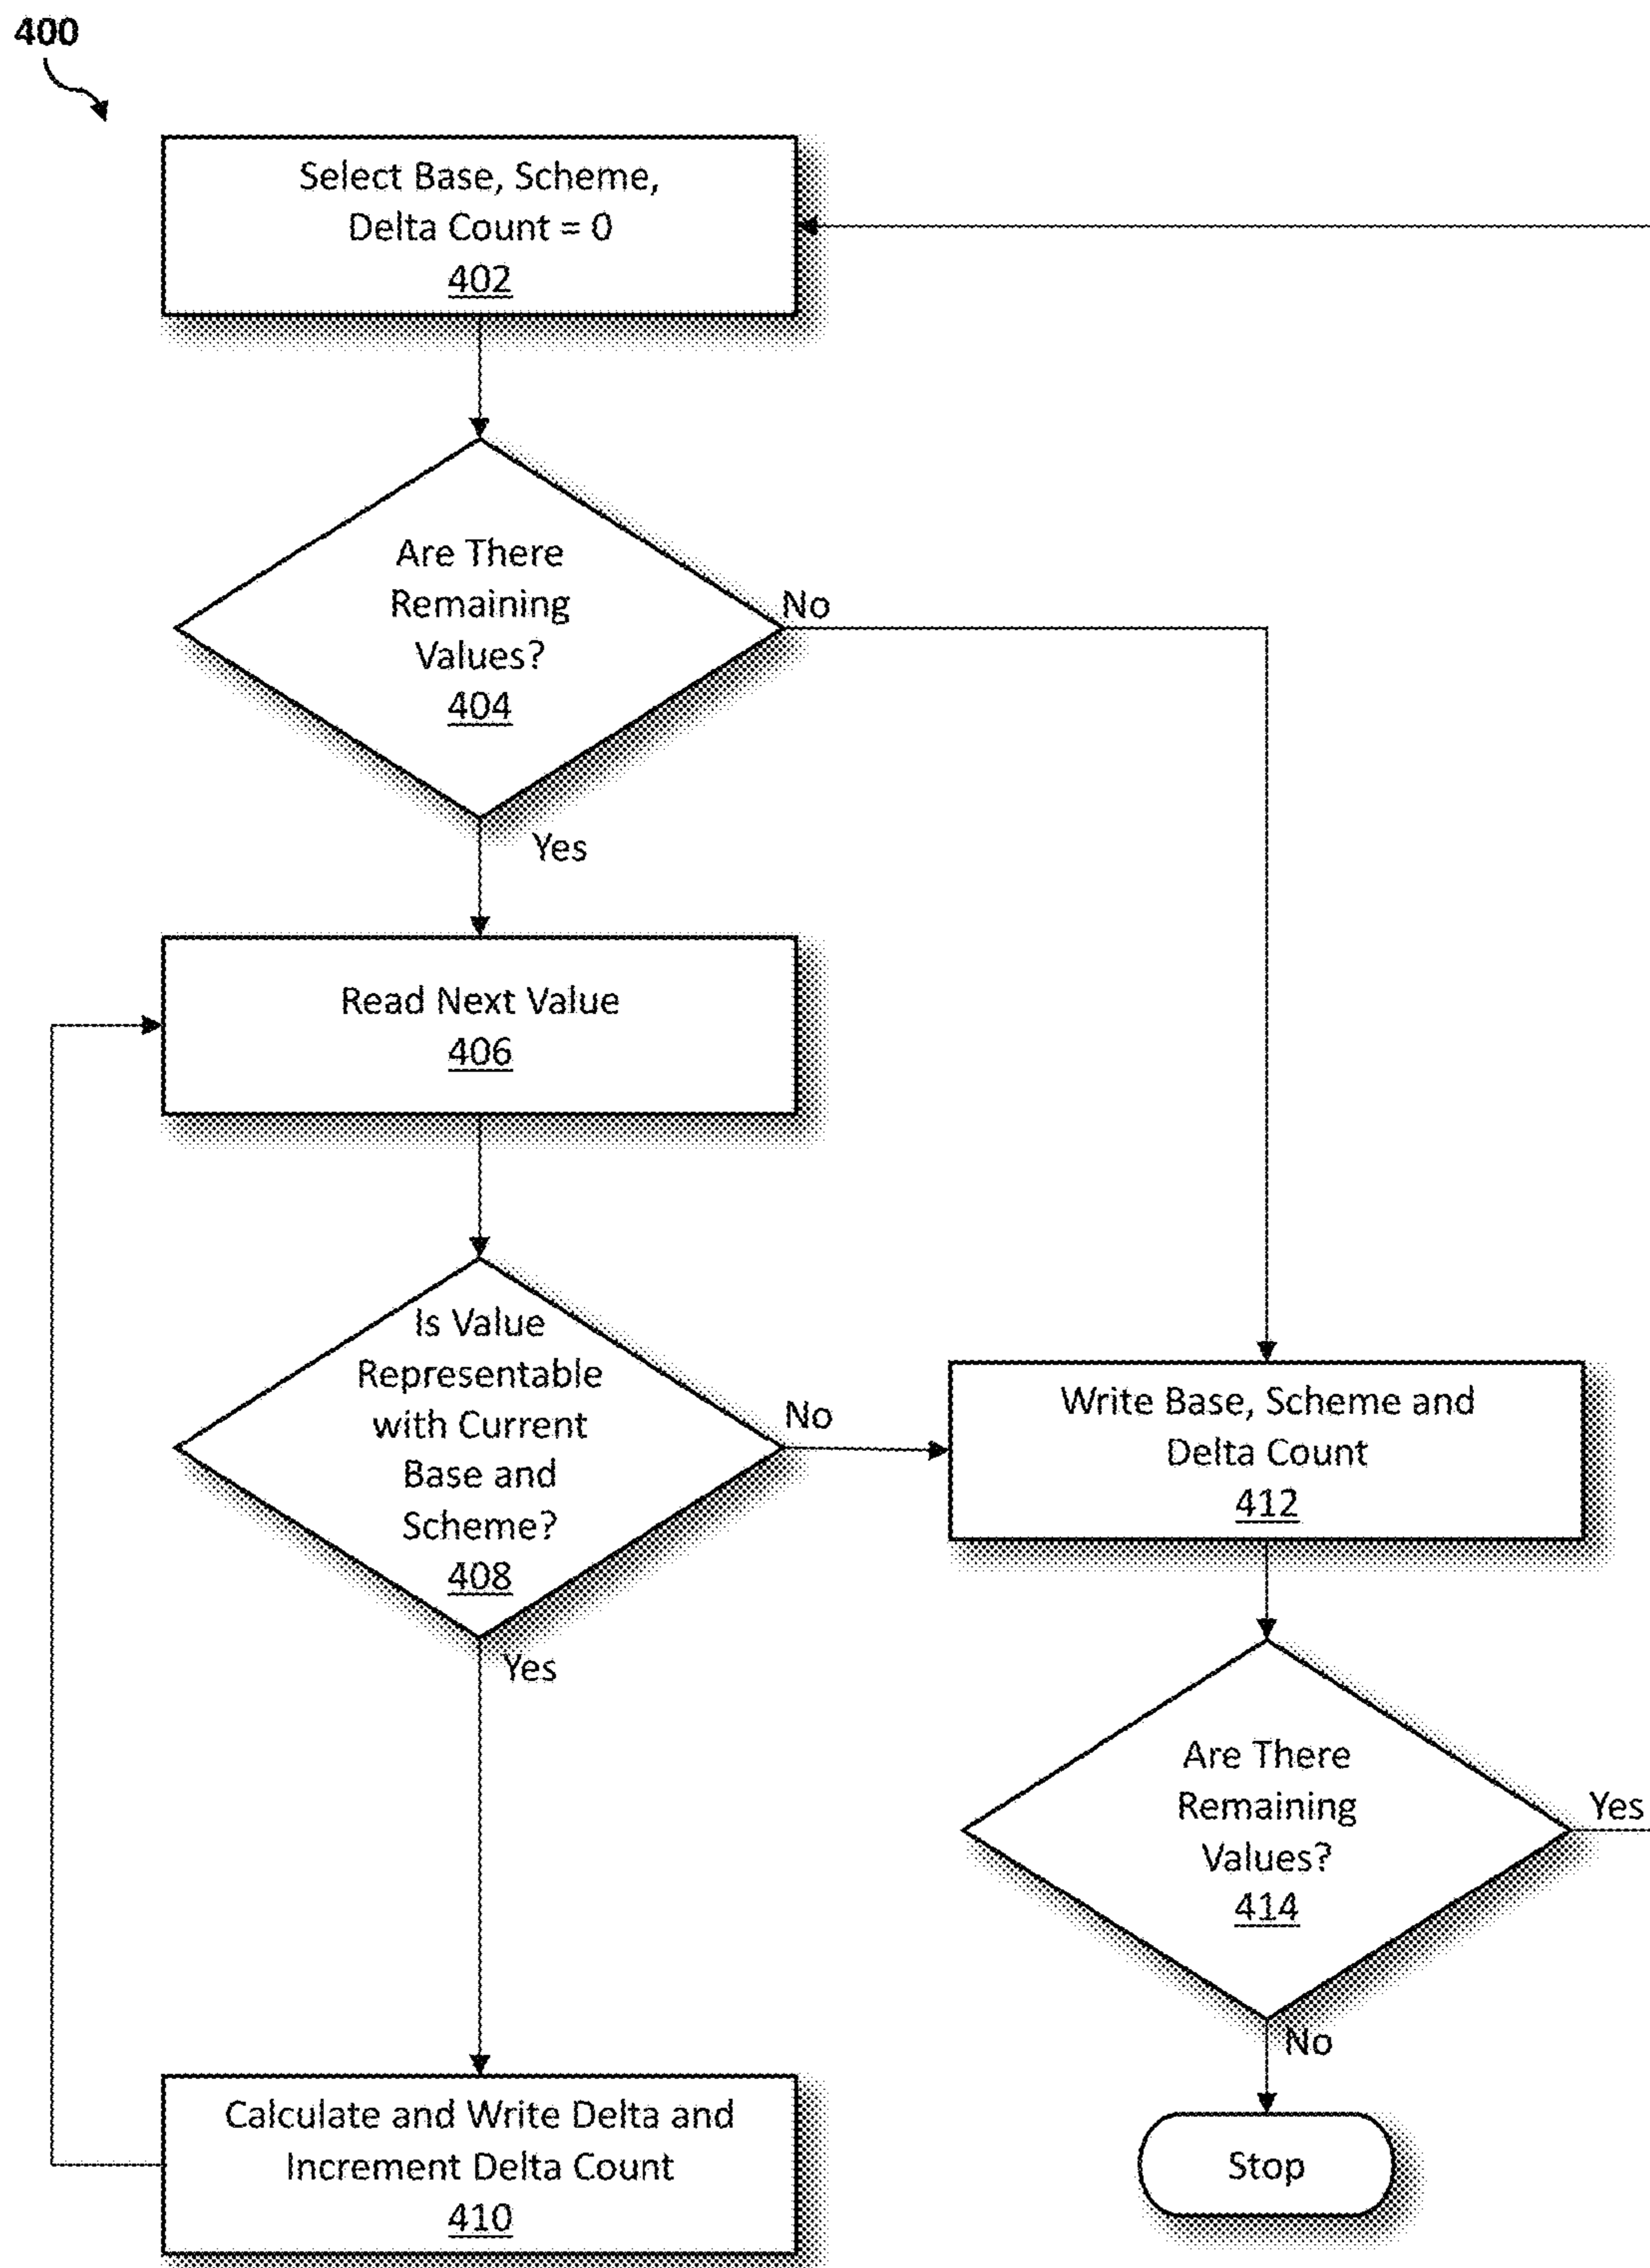 400
Select Base, Scheme,
Delta Count = 0
402
Are There
Remaining
Values?
404
No
Yes
Read Next Value
406
Is Value
Representable
with Current
Base and
Scheme?
408
No
Yes
Write Base, Scheme and
Delta Count
412
Are There
Remaining
Values?
414
Yes
No
Calculate and Write Delta and
Increment Delta Count
410
Stop